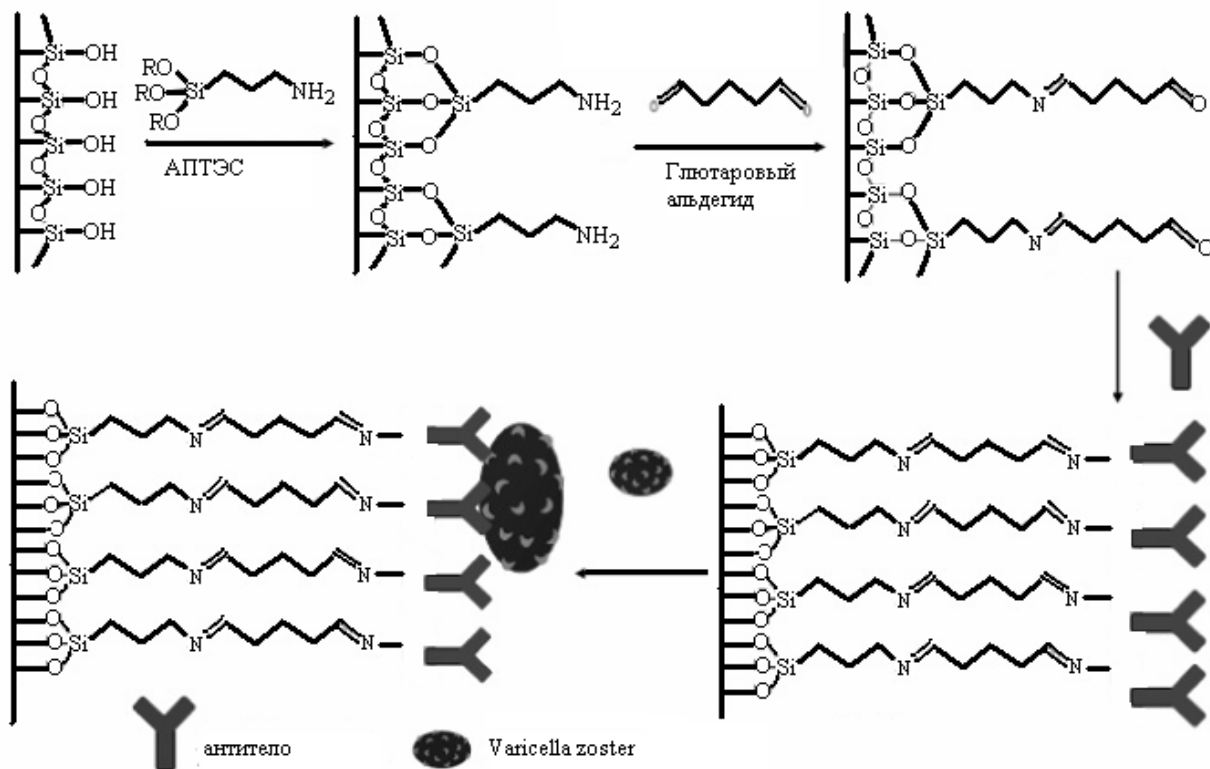 Si–OH
O
Si–OH
O
Si–OH
O
Si–OH
O
Si–OH
RO
RO Si NH₂
RO
АПТЭС
Si–O
O
Si–O Si NH₂
O
Si–O
O
Si–O
O
Si–O Si NH₂
O O
Глютаровый
альдегид
Si–O
O
Si–O Si N O
O
Si–O
O
Si–O
O
Si–O Si N O
O
O Si N N
O
O
O Si N N
O
O
O Si N N
O
O
O Si N N
O
O
O Si N N
O
O
O Si N N
O
O
O Si N N
O
O
O Si N N
O
антитело
Varicella zoster